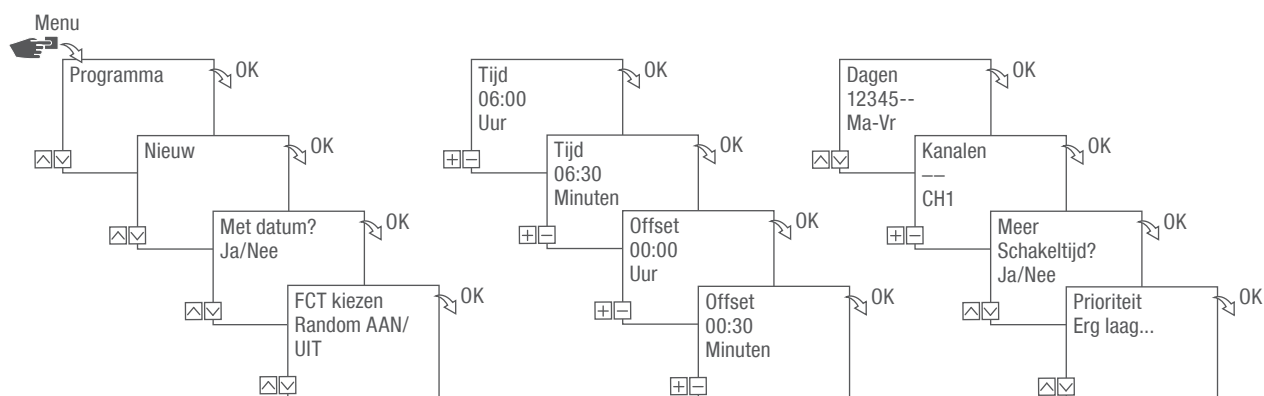 Menu
Programma
OK
Nieuw
OK
Met datum?
Ja/Nee
OK
FCT kiezen
Random AAN/
UIT
OK
Tijd
06:00
Uur
OK
Tijd
06:30
Minuten
OK
Offset
00:00
Uur
OK
Offset
00:30
Minuten
OK
Dagen
12345--
Ma-Vr
OK
Kanalen
––
CH1
OK
Meer
Schakeltijd?
Ja/Nee
OK
Prioriteit
Erg laag...
OK